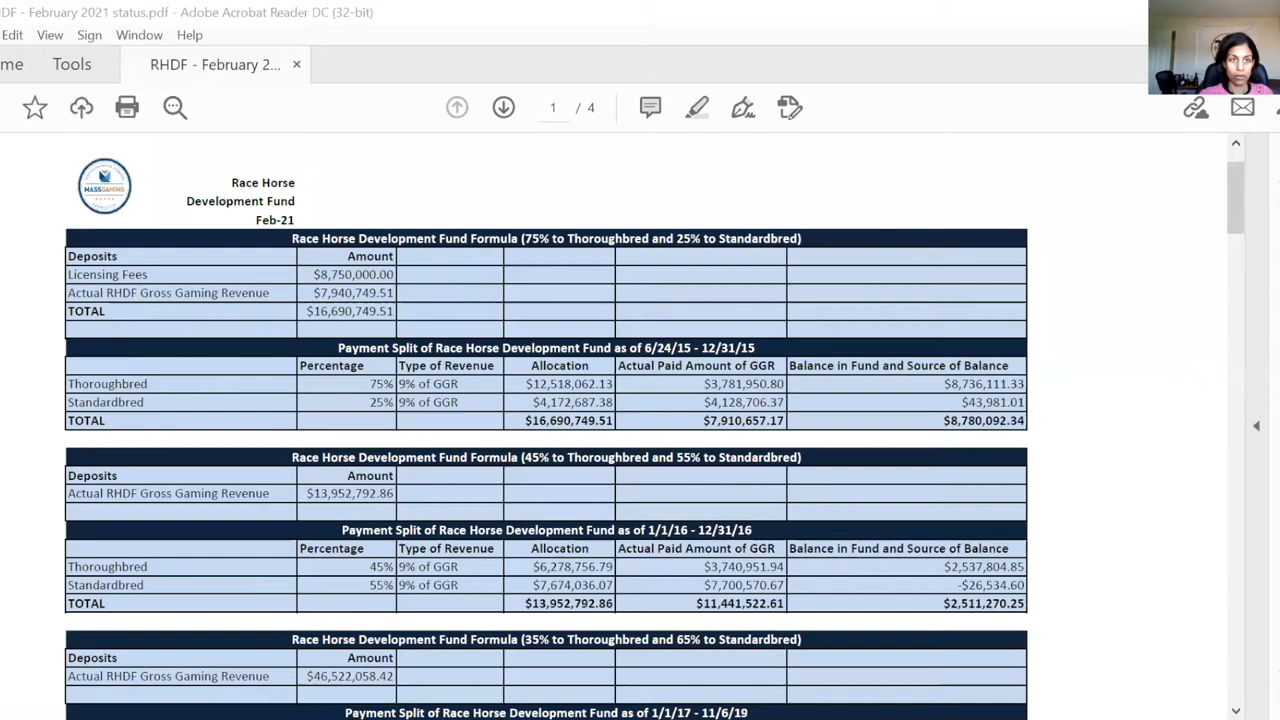 HDF - February 2021 status.pdf - Adobe Acrobat Reader DC (32-bit)
Edit View Sign Window Help
me Tools RHDF - February 2... ×
1 / 4
MASSGAMING
Race Horse
Development Fund
Feb-21
Race Horse Development Fund Formula (75% to Thoroughbred and 25% to Standardbred)
Deposits Amount
Licensing Fees $8,750,000.00
Actual RHDF Gross Gaming Revenue $7,940,749.51
TOTAL $16,690,749.51
Payment Split of Race Horse Development Fund as of 6/24/15 - 12/31/15
Percentage Type of Revenue Allocation Actual Paid Amount of GGR Balance in Fund and Source of Balance
Thoroughbred 75% 9% of GGR $12,518,062.13 $3,781,950.80 $8,736,111.33
Standardbred 25% 9% of GGR $4,172,687.38 $4,128,706.37 $43,981.01
TOTAL $16,690,749.51 $7,910,657.17 $8,780,092.34
Race Horse Development Fund Formula (45% to Thoroughbred and 55% to Standardbred)
Deposits Amount
Actual RHDF Gross Gaming Revenue $13,952,792.86
Payment Split of Race Horse Development Fund as of 1/1/16 - 12/31/16
Percentage Type of Revenue Allocation Actual Paid Amount of GGR Balance in Fund and Source of Balance
Thoroughbred 45% 9% of GGR $6,278,756.79 $3,740,951.94 $2,537,804.85
Standardbred 55% 9% of GGR $7,674,036.07 $7,700,570.67 -$26,534.60
TOTAL $13,952,792.86 $11,441,522.61 $2,511,270.25
Race Horse Development Fund Formula (35% to Thoroughbred and 65% to Standardbred)
Deposits Amount
Actual RHDF Gross Gaming Revenue $46,522,058.42
Payment Split of Race Horse Development Fund as of 1/1/17 - 11/6/19